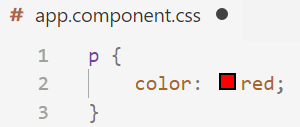 # app.component.css ●
1 p {
2     color: red;
3 }